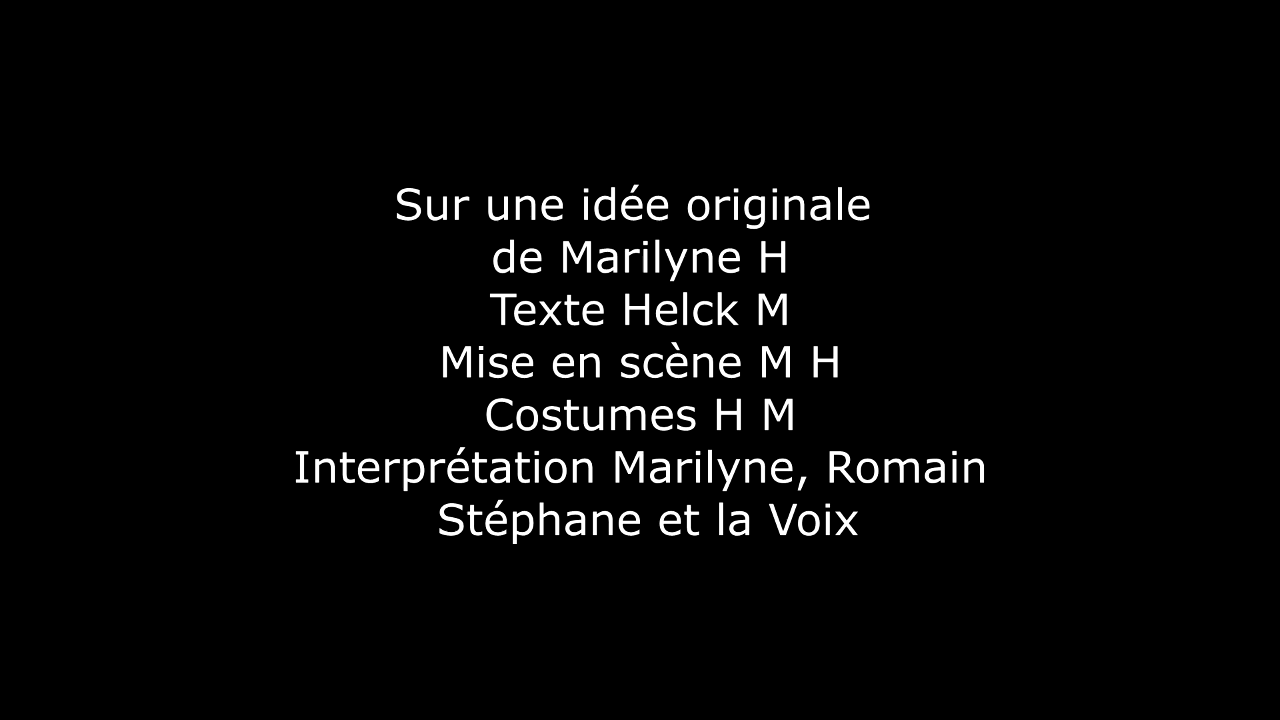 Sur une idée originale
de Marilyne H
Texte Helck M
Mise en scène M H
Costumes H M
Interprétation Marilyne, Romain
Stéphane et la Voix